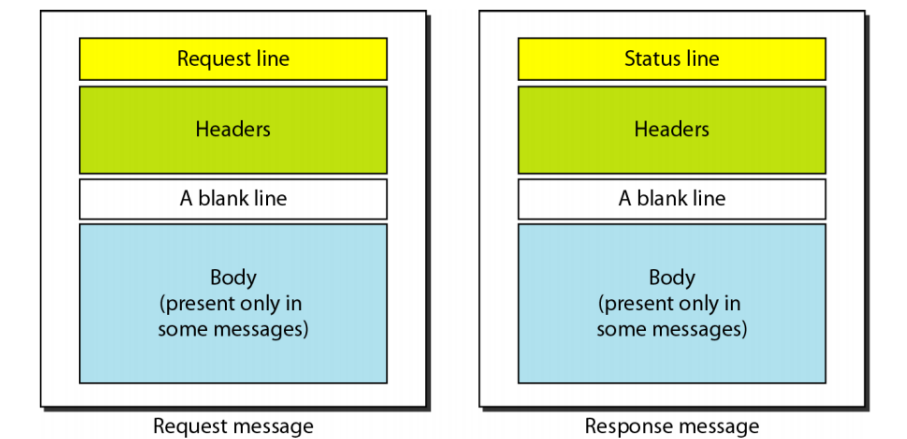 Request line
Headers
A blank line
Body
(present only in
some messages)
Request message
Status line
Headers
A blank line
Body
(present only in
some messages)
Response message